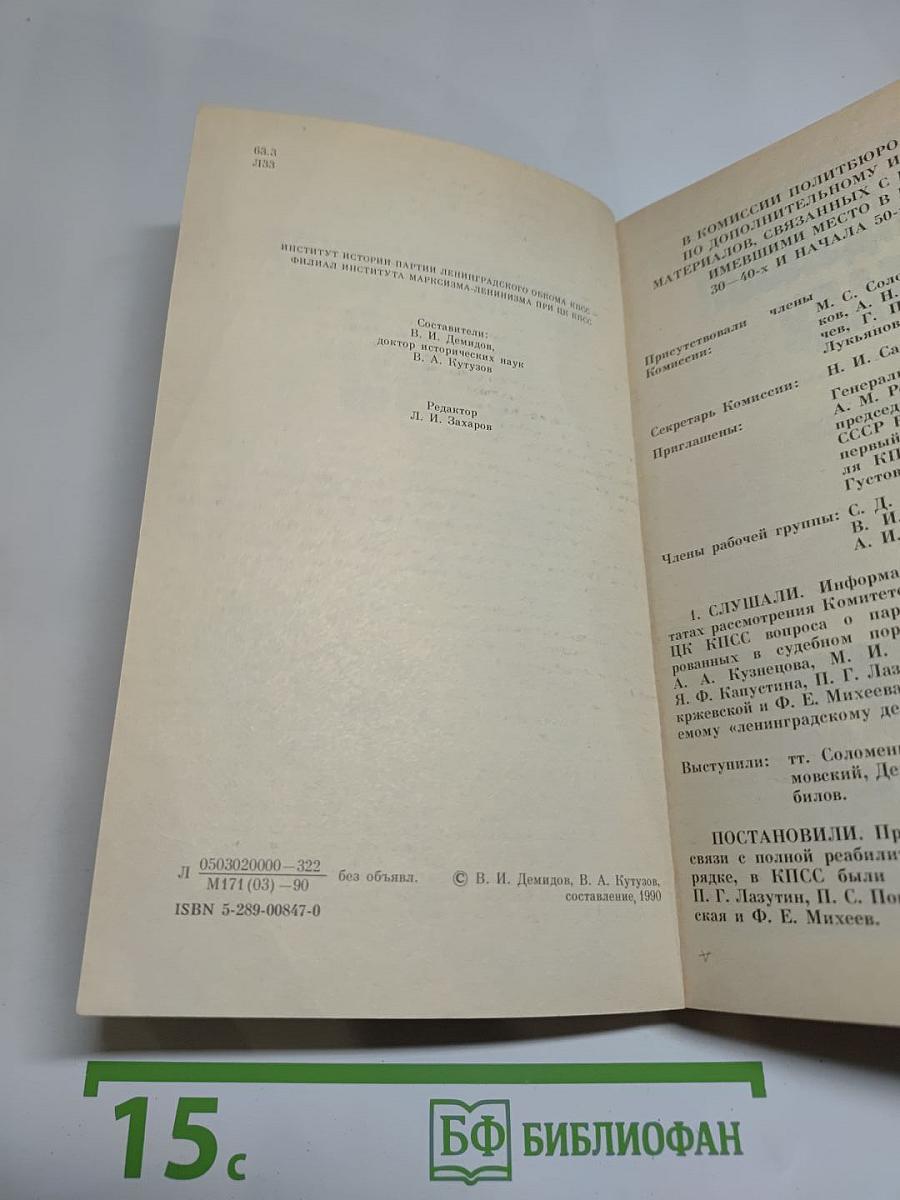 63.3
Л33
ИНСТИТУТ ИСТОРИИ ПАРТИИ ЛЕНИНГРАДСКОГО ОБКОМА КПСС –
ФИЛИАЛ ИНСТИТУТА МАРКСИЗМА-ЛЕНИНИЗМА ПРИ ЦК КПСС
Составители:
В. И. Демидов,
доктор исторических наук
В. А. Кутузов
Редактор
Л. И. Захаров
Л 0503020000—322
М171(03)—90 без объявл.
ISBN 5-289-00847-0
© В. И. Демидов, В. А. Кутузов,
составление, 1990
В КОМИССИИ ПОЛИТБЮРО
ПО ДОПОЛНИТЕЛЬНОМУ И
МАТЕРИАЛОВ, СВЯЗАННЫХ С
ИМЕВШИМИ МЕСТО В
30—40-х И НАЧАЛА 50-
Присутствовали члены
Комиссии:
М. С. Соло
ков, А. Н.
чев, Г. П
Лукьянов
Секретарь Комиссии:
Н. И. Са
Приглашены:
Генераль
А. М. Р
председ
СССР
первый
ля КП
Густов
Члены рабочей группы:
С. Д.
В. И.
А. И.
1. СЛУШАЛИ. Информа
татах рассмотрения Комитето
ЦК КПСС вопроса о пар
рованных в судебном пор
А. А. Кузнецова, М. И.
Я. Ф. Капустина, П. Г. Лаз
кржевской и Ф. Е. Михеева
емому «ленинградскому де
Выступили:
тт. Соломен
мовский, Де
билов.
ПОСТАНОВИЛИ. Пр
связи с полной реабилит
рядке, в КПСС были
П. Г. Лазутин, П. С. Поп
ская и Ф. Е. Михеев.
15 с
БФ БИБЛИОФАН